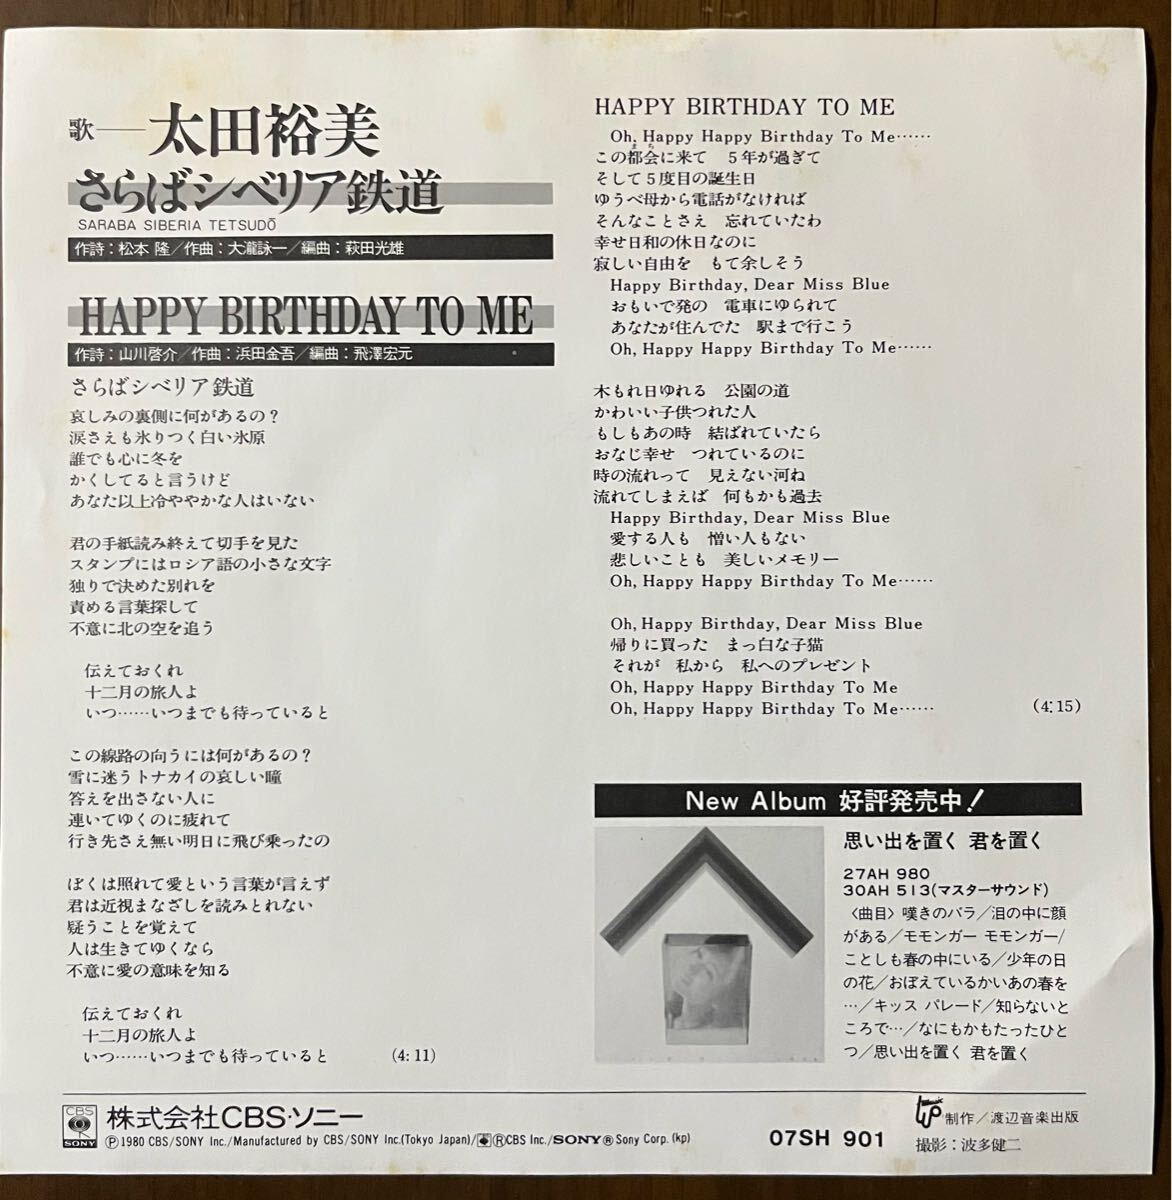 歌──太田裕美
さらばシベリア鉄道
SARABA SIBERIA TETSUDŌ
作詩：松本 隆／作曲：大瀧詠一／編曲：萩田光雄
HAPPY BIRTHDAY TO ME
作詩：山川啓介／作曲：浜田金吾／編曲：飛澤宏元
さらばシベリア鉄道
哀しみの裏側に何があるの？
涙さえも氷りつく白い氷原
誰でも心に冬を
かくしてると言うけど
あなた以上冷ややかな人はいない
君の手紙読み終えて切手を見た
スタンプにはロシア語の小さな文字
独りで決めた別れを
責める言葉探して
不意に北の空を追う
伝えておくれ
十二月の旅人よ
いつ……いつまでも待っていると
この線路の向うには何があるの？
雪に迷うトナカイの哀しい瞳
答えを出さない人に
連いてゆくのに疲れて
行き先さえ無い明日に飛び乗ったの
ぼくは照れて愛という言葉が言えず
君は近視まなざしを読みとれない
疑うことを覚えて
人は生きてゆくなら
不意に愛の意味を知る
伝えておくれ
十二月の旅人よ
いつ……いつまでも待っていると (4:11)
HAPPY BIRTHDAY TO ME
Oh, Happy Happy Birthday To Me……
まち
この都会に来て　５年が過ぎて
そして５度目の誕生日
ゆうべ母から電話がなければ
そんなことさえ　忘れていたわ
幸せ日和の休日なのに
寂しい自由を　もて余しそう
Happy Birthday, Dear Miss Blue
おもいで発の　電車にゆられて
あなたが住んでた　駅まで行こう
Oh, Happy Happy Birthday To Me……
木もれ日ゆれる　公園の道
かわいい子供つれた人
もしもあの時　結ばれていたら
おなじ幸せ　つれているのに
時の流れって　見えない河ね
流れてしまえば　何もかも過去
Happy Birthday, Dear Miss Blue
愛する人も　憎い人もない
悲しいことも　美しいメモリー
Oh, Happy Happy Birthday To Me……
Oh, Happy Birthday, Dear Miss Blue
帰りに買った　まっ白な子猫
それが　私から　私へのプレゼント
Oh, Happy Happy Birthday To Me
Oh, Happy Happy Birthday To Me…… (4:15)
New Album 好評発売中！
思い出を置く 君を置く
27AH 980
30AH 513(マスターサウンド)
〈曲目〉嘆きのバラ／泪の中に顔
がある／モモンガー モモンガー／
ことしも春の中にいる／少年の日
の花／おぼえているかいあの春を
…／キッス パレード／知らないと
ころで…／なにもかもたったひと
つ／思い出を置く 君を置く
CBS
SONY
株式会社CBS・ソニー
Ⓟ1980 CBS/SONY Inc./Manufactured by CBS/SONY Inc.(Tokyo Japan)/ⓇCBS Inc./SONY®Sony Corp. (kp)
07SH 901
制作／渡辺音楽出版
撮影：波多健二